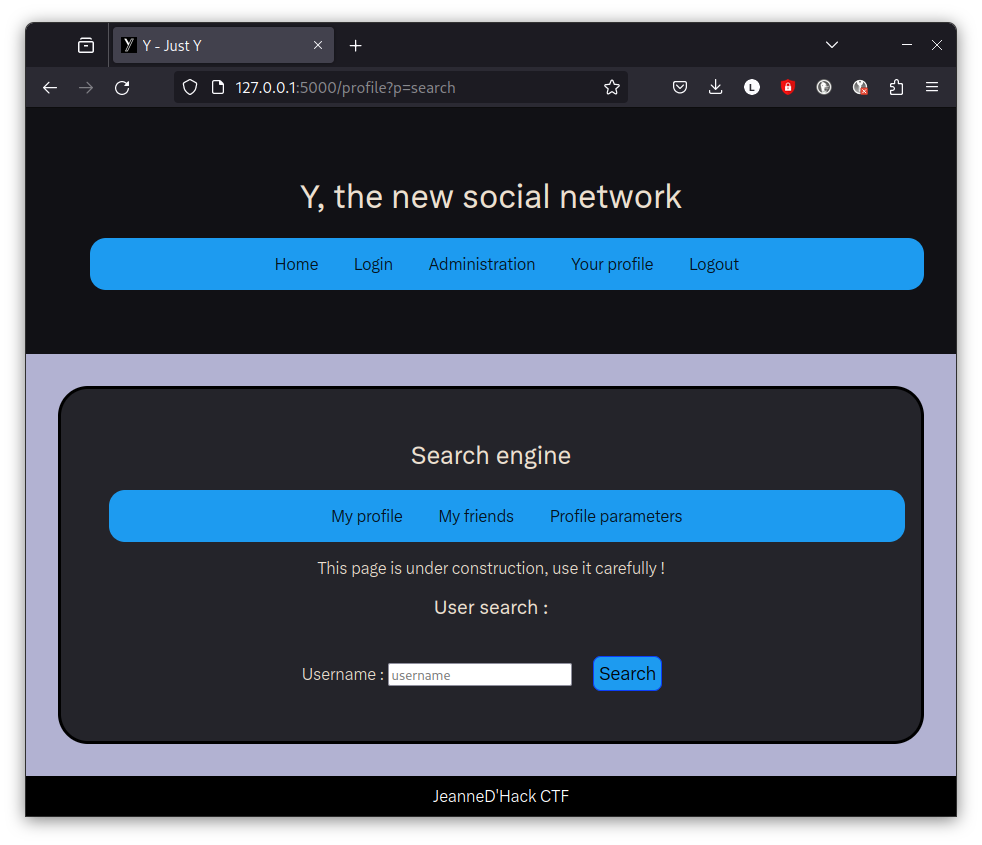 Y - Just Y
127.0.0.1:5000/profile?p=search
L
Y, the new social network
Home Login Administration Your profile Logout
Search engine
My profile My friends Profile parameters
This page is under construction, use it carefully !
User search :
Username : username Search
JeanneD'Hack CTF